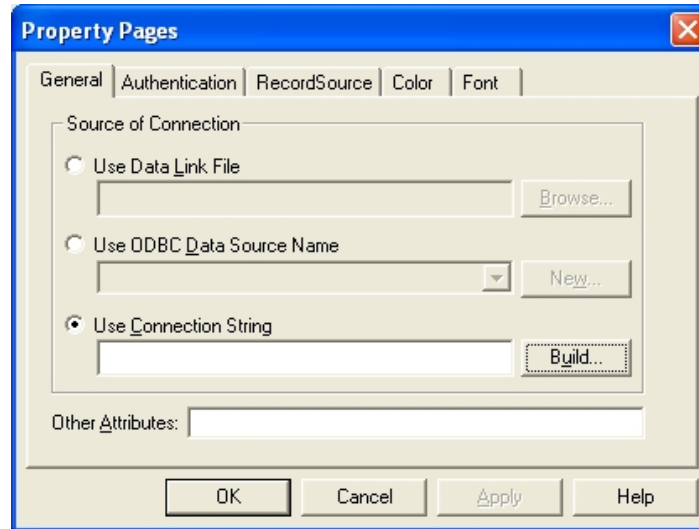 Property Pages
General Authentication RecordSource Color Font
Source of Connection
Use Data Link File
Browse...
Use ODBC Data Source Name
New...
Use Connection String
Build...
Other Attributes:
OK Cancel Apply Help